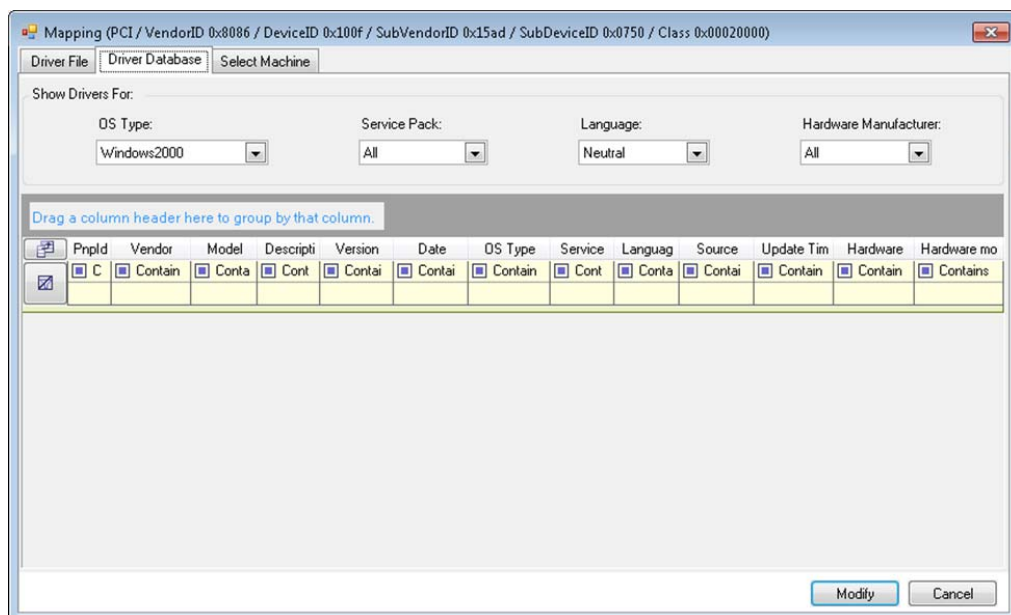 Mapping (PCI / VendorID 0x8086 / DeviceID 0x100f / SubVendorID 0x15ad / SubDeviceID 0x0750 / Class 0x00020000)
Driver File Driver Database Select Machine
Show Drivers For:
OS Type: Service Pack: Language: Hardware Manufacturer:
Windows2000 All Neutral All
Drag a column header here to group by that column.
PnpId Vendor Model Descripti Version Date OS Type Service Languag Source Update Tim Hardware Hardware mo
C Contain Conta Cont Contai Contai Contain Cont Conta Contai Contain Contain Contains
Modify Cancel